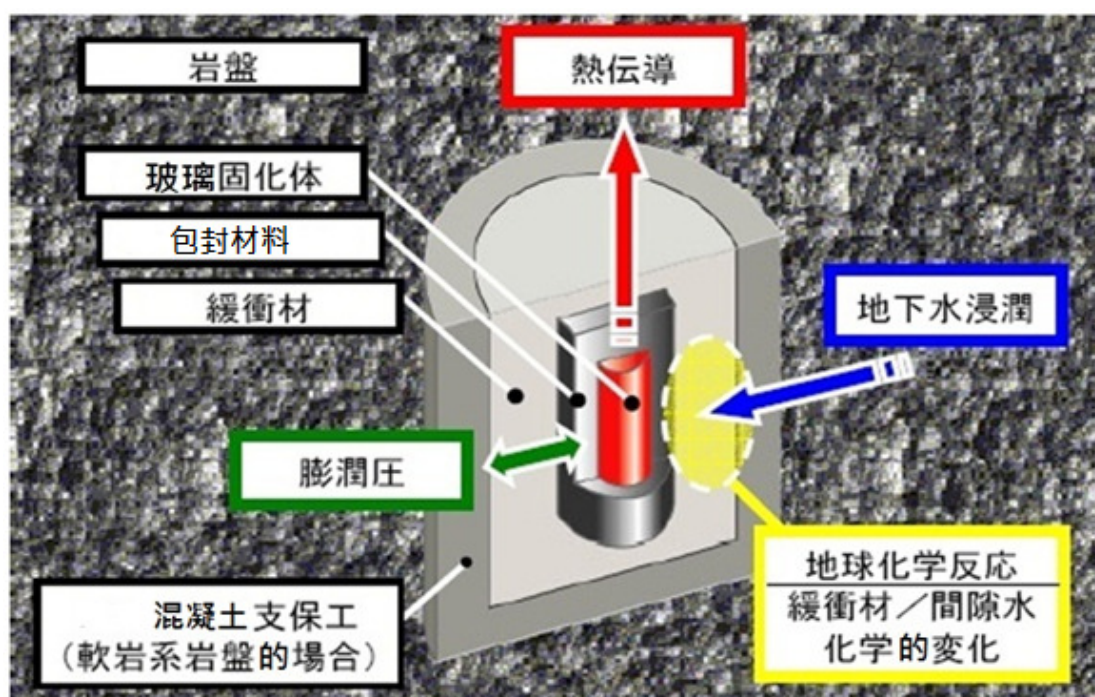 岩盤
熱伝導
玻璃固化体
包封材料
緩衝材
地下水浸潤
膨潤圧
地球化学反応
緩衝材／間隙水
化学的変化
混凝土支保工
（軟岩系岩盤的場合）